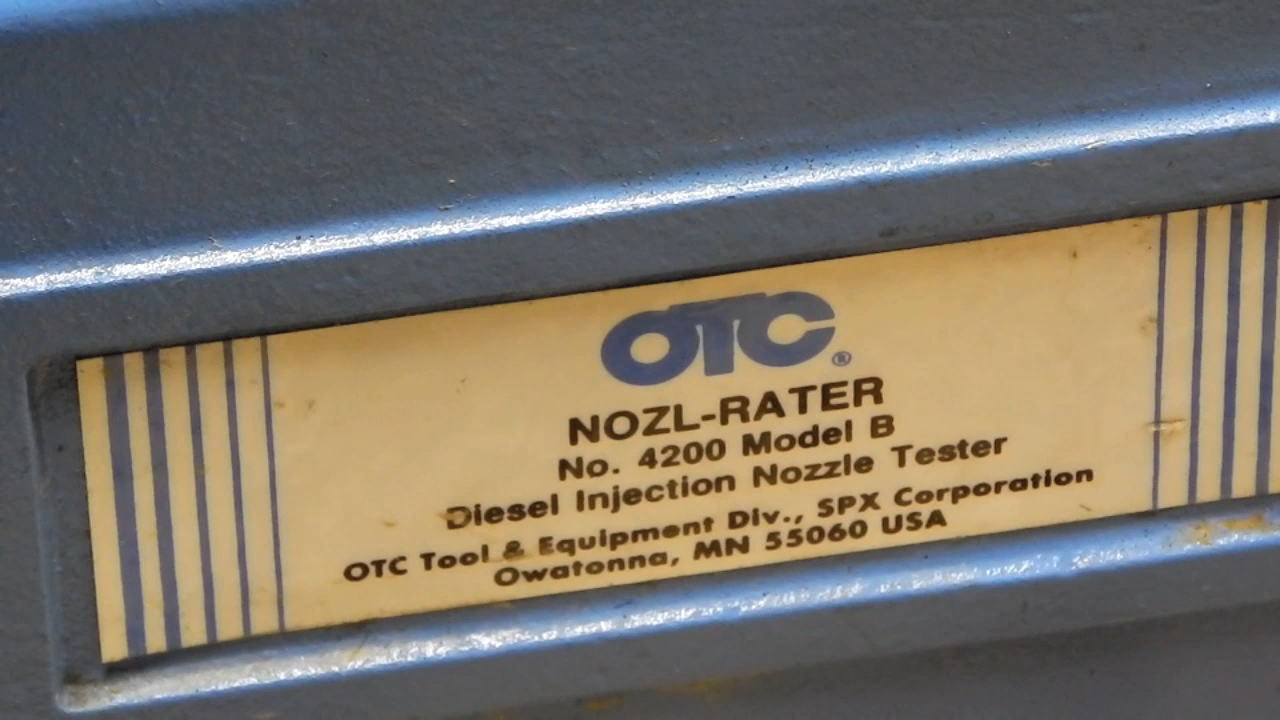 OTC®
NOZL-RATER
No. 4200 Model B
Diesel Injection Nozzle Tester
OTC Tool & Equipment Div., SPX Corporation
Owatonna, MN 55060 USA